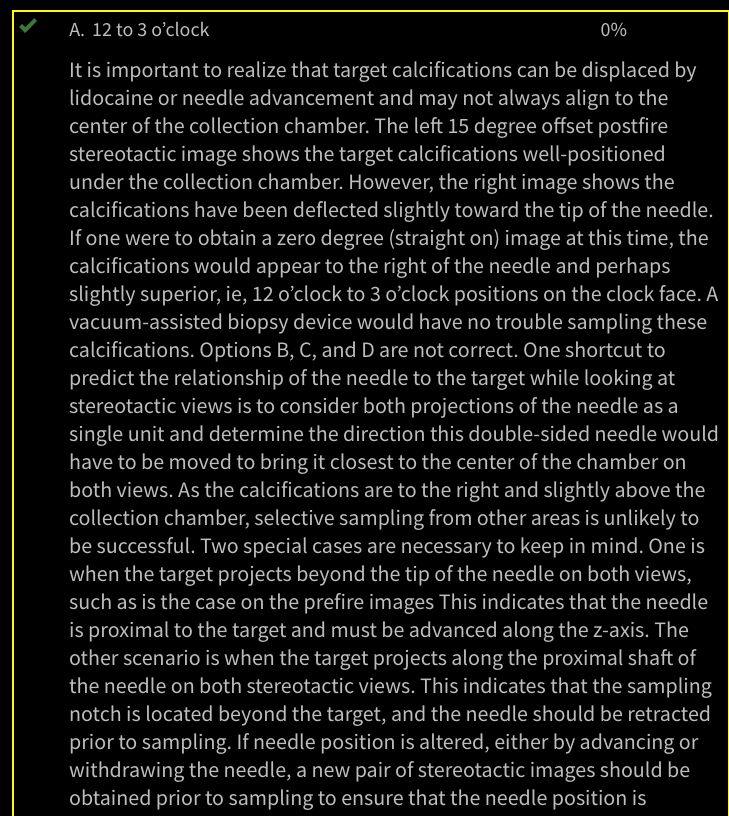 A. 12 to 3 o’clock 0%
It is important to realize that target calcifications can be displaced by
lidocaine or needle advancement and may not always align to the
center of the collection chamber. The left 15 degree offset postfire
stereotactic image shows the target calcifications well-positioned
under the collection chamber. However, the right image shows the
calcifications have been deflected slightly toward the tip of the needle.
If one were to obtain a zero degree (straight on) image at this time, the
calcifications would appear to the right of the needle and perhaps
slightly superior, ie, 12 o’clock to 3 o’clock positions on the clock face. A
vacuum-assisted biopsy device would have no trouble sampling these
calcifications. Options B, C, and D are not correct. One shortcut to
predict the relationship of the needle to the target while looking at
stereotactic views is to consider both projections of the needle as a
single unit and determine the direction this double-sided needle would
have to be moved to bring it closest to the center of the chamber on
both views. As the calcifications are to the right and slightly above the
collection chamber, selective sampling from other areas is unlikely to
be successful. Two special cases are necessary to keep in mind. One is
when the target projects beyond the tip of the needle on both views,
such as is the case on the prefire images This indicates that the needle
is proximal to the target and must be advanced along the z-axis. The
other scenario is when the target projects along the proximal shaft of
the needle on both stereotactic views. This indicates that the sampling
notch is located beyond the target, and the needle should be retracted
prior to sampling. If needle position is altered, either by advancing or
withdrawing the needle, a new pair of stereotactic images should be
obtained prior to sampling to ensure that the needle position is